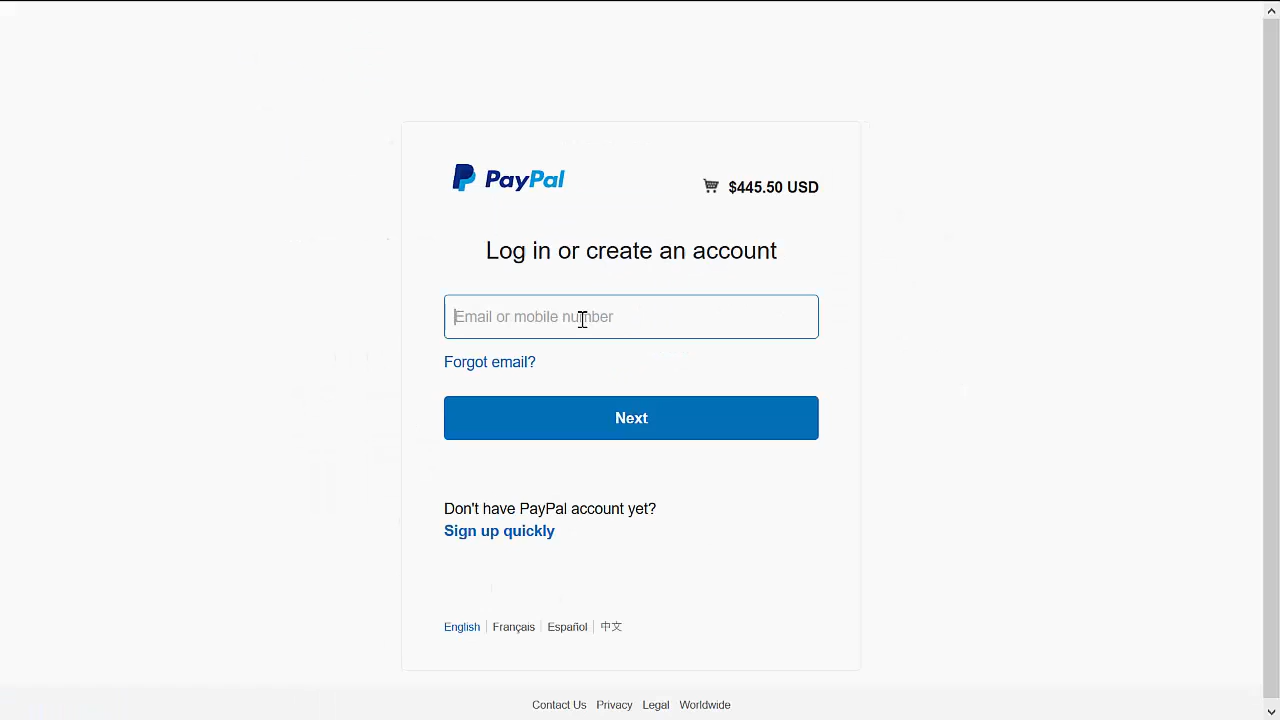 PayPal
$445.50 USD
Log in or create an account
Email or mobile number
Forgot email?
Next
Don't have PayPal account yet?
Sign up quickly
English Français Español 中文
Contact Us Privacy Legal Worldwide